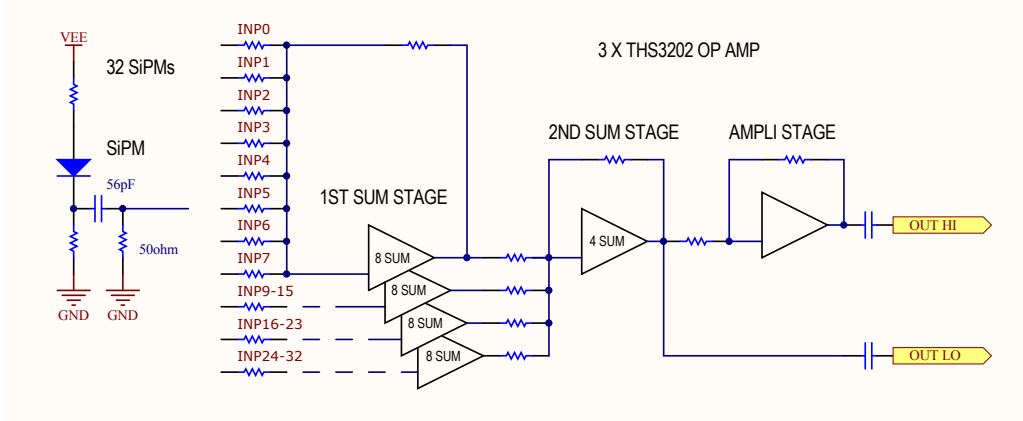 VEE
32 SiPMs
SiPM
56pF
50ohm
GND
GND
INP0
INP1
INP2
INP3
INP4
INP5
INP6
INP7
INP9-15
INP16-23
INP24-32
1ST SUM STAGE
8 SUM
8 SUM
8 SUM
8 SUM
3 X THS3202 OP AMP
2ND SUM STAGE
4 SUM
AMPLI STAGE
OUT HI
OUT LO